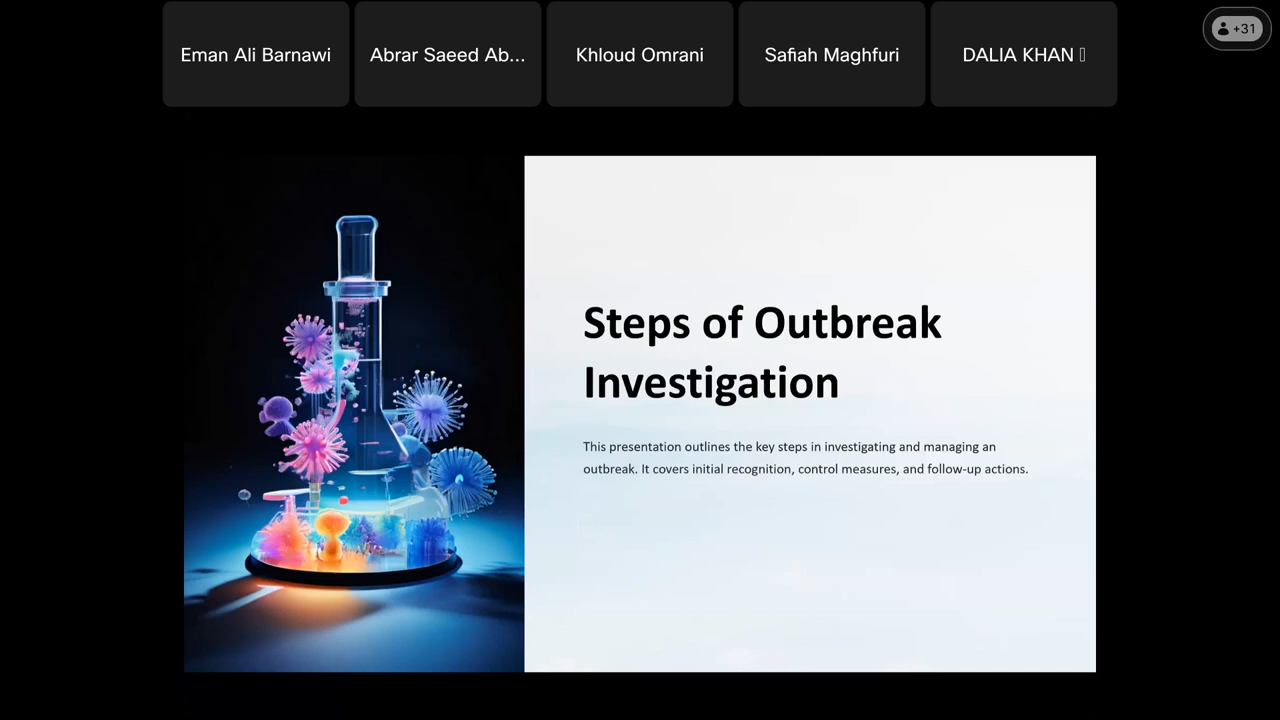 Eman Ali Barnawi
Abrar Saeed Ab...
Khloud Omrani
Safiah Maghfuri
DALIA KHAN
+31
Steps of Outbreak
Investigation
This presentation outlines the key steps in investigating and managing an
outbreak. It covers initial recognition, control measures, and follow-up actions.